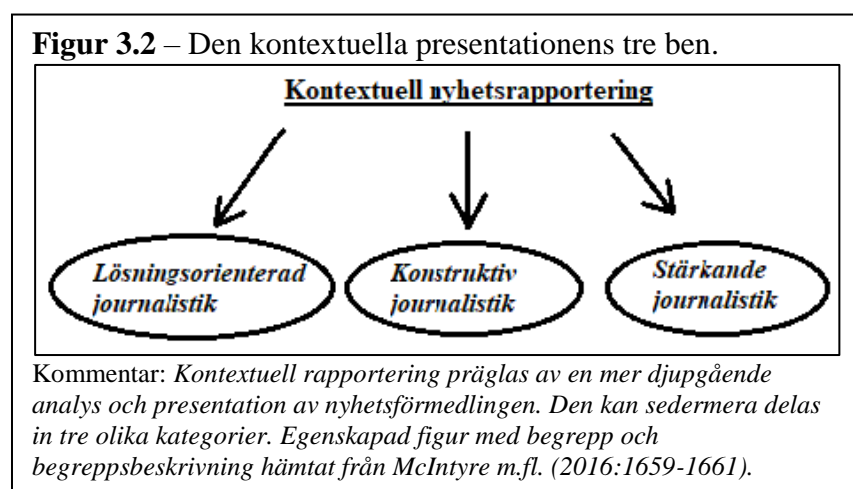 Figur 3.2 – Den kontextuella presentationens tre ben.
Kontextuell nyhetsrapportering
Lösningsorienterad
journalistik
Konstruktiv
journalistik
Stärkande
journalistik
Kommentar: Kontextuell rapportering präglas av en mer djupgående
analys och presentation av nyhetsförmedlingen. Den kan sedermera delas
in tre olika kategorier. Egenskapad figur med begrepp och
begreppsbeskrivning hämtat från McIntyre m.fl. (2016:1659-1661).